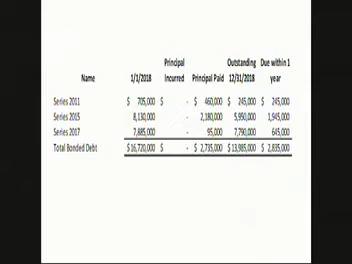 Principal Outstanding Due within 1
Name 1/1/2018 Incurred Principal Paid 12/31/2018 year
Series 2011 $ 705,000 $ - $ 460,000 $ 245,000 $ 245,000
Series 2015 8,130,000 - 2,180,000 5,950,000 1,945,000
Series 2017 7,885,000 - 95,000 7,790,000 645,000
Total Bonded Debt $ 16,720,000 $ - $ 2,735,000 $ 13,985,000 $ 2,835,000